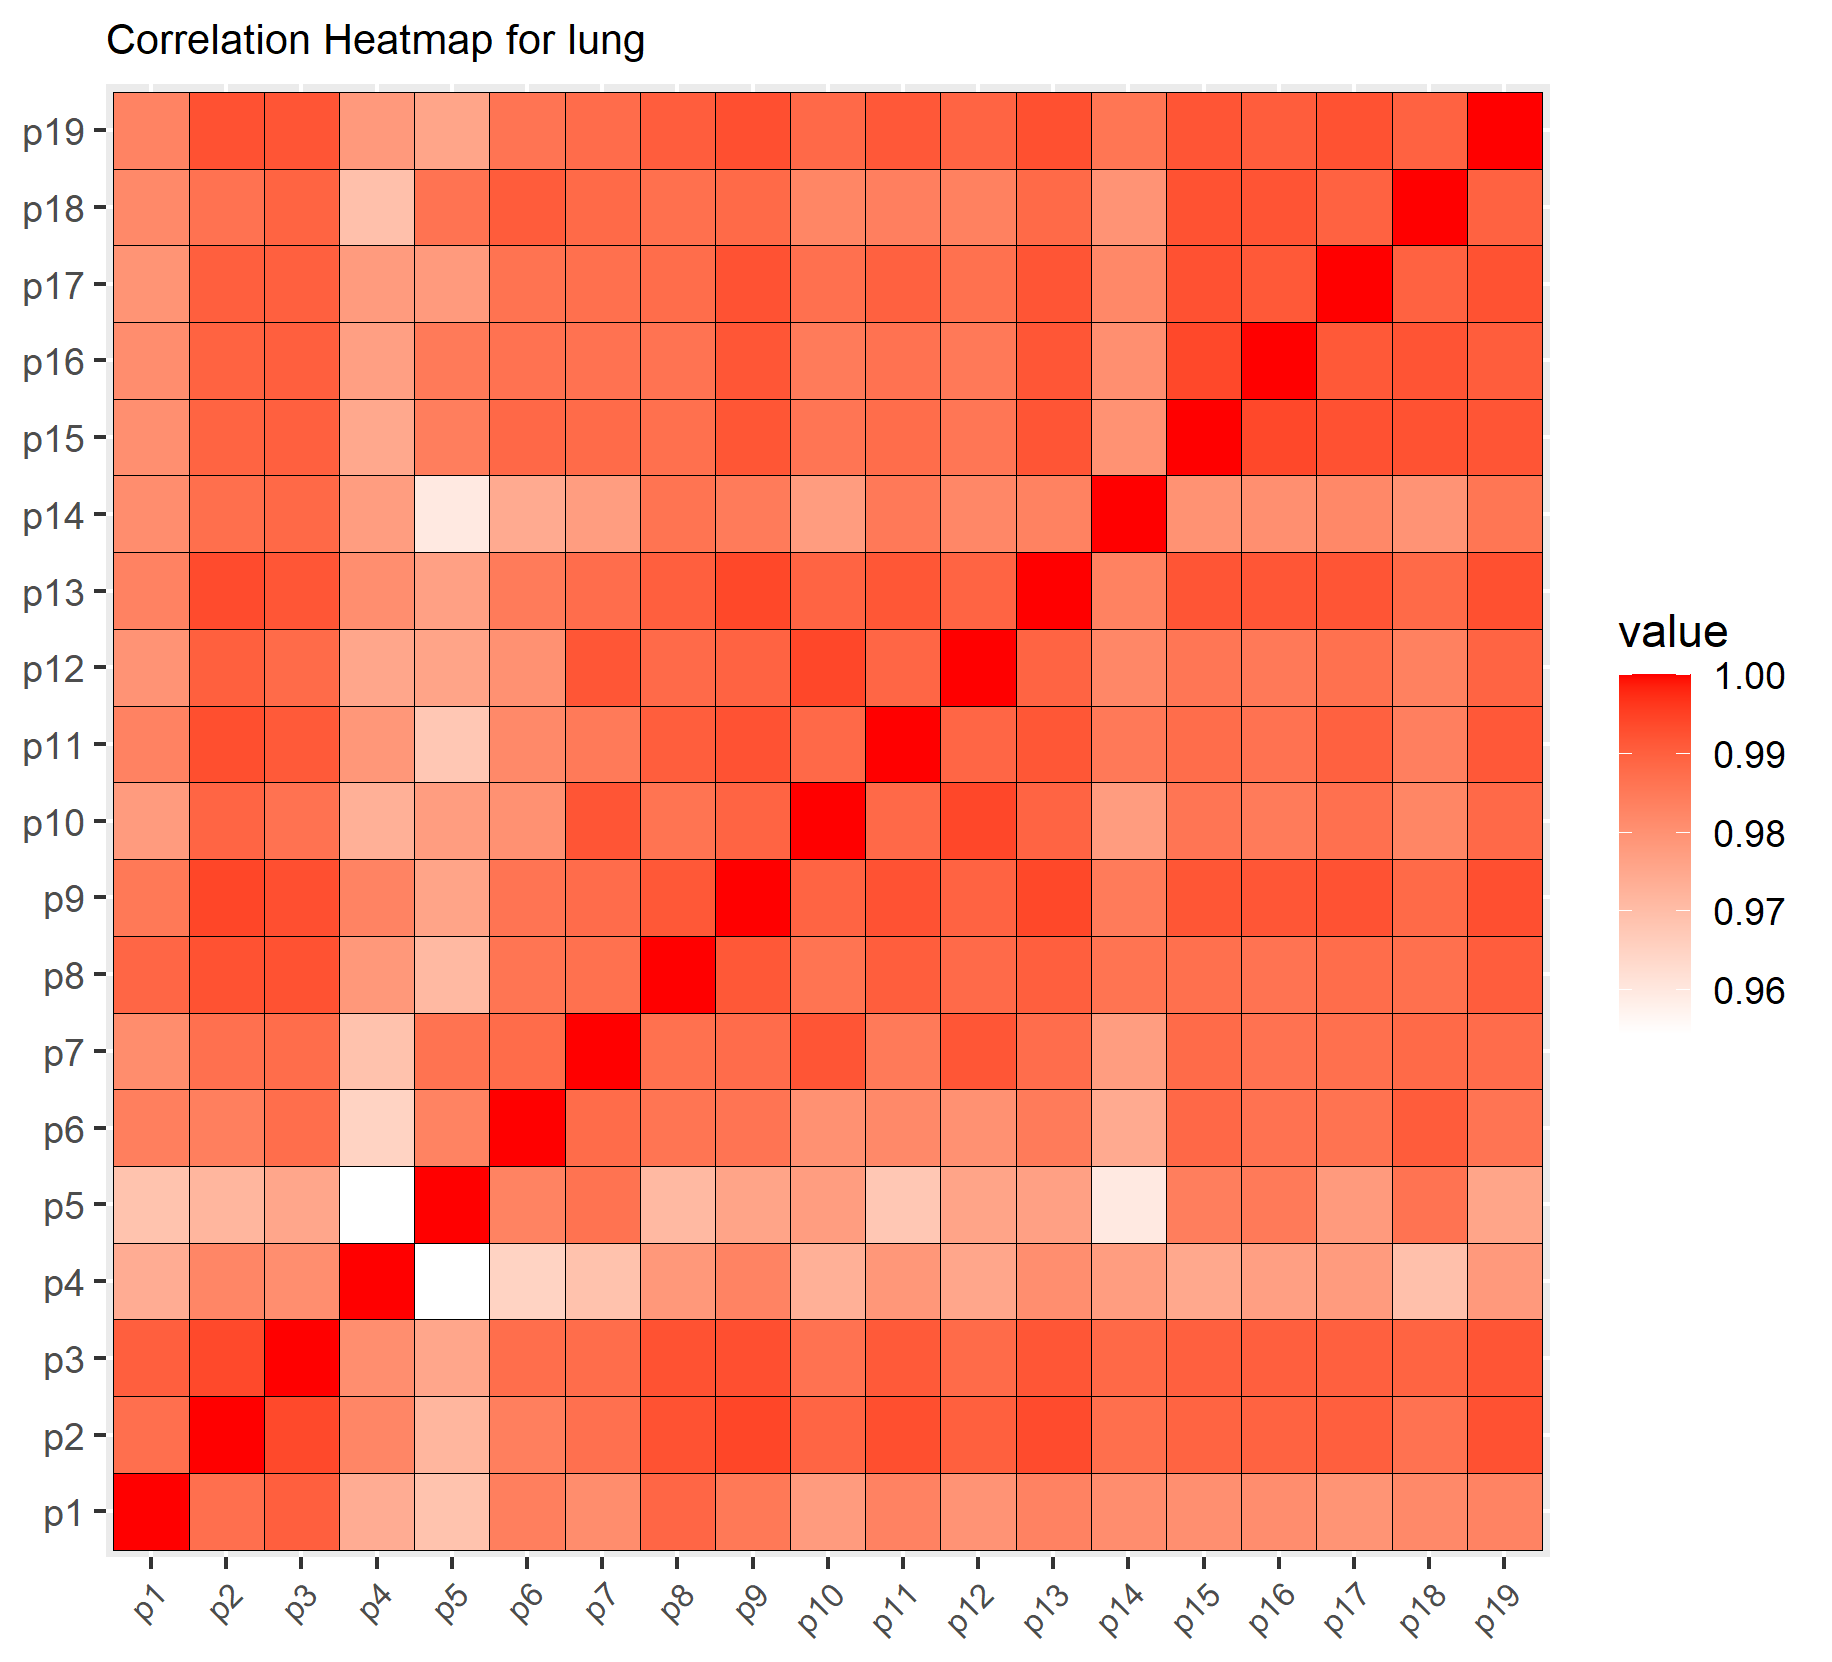 Correlation Heatmap for lung
p19
p18
p17
p16
p15
p14
p13
p12
p11
p10
p9
p8
p7
p6
p5
p4
p3
p2
p1
p1 p2 p3 p4 p5 p6 p7 p8 p9 p10 p11 p12 p13 p14 p15 p16 p17 p18 p19
value
1.00
0.99
0.98
0.97
0.96